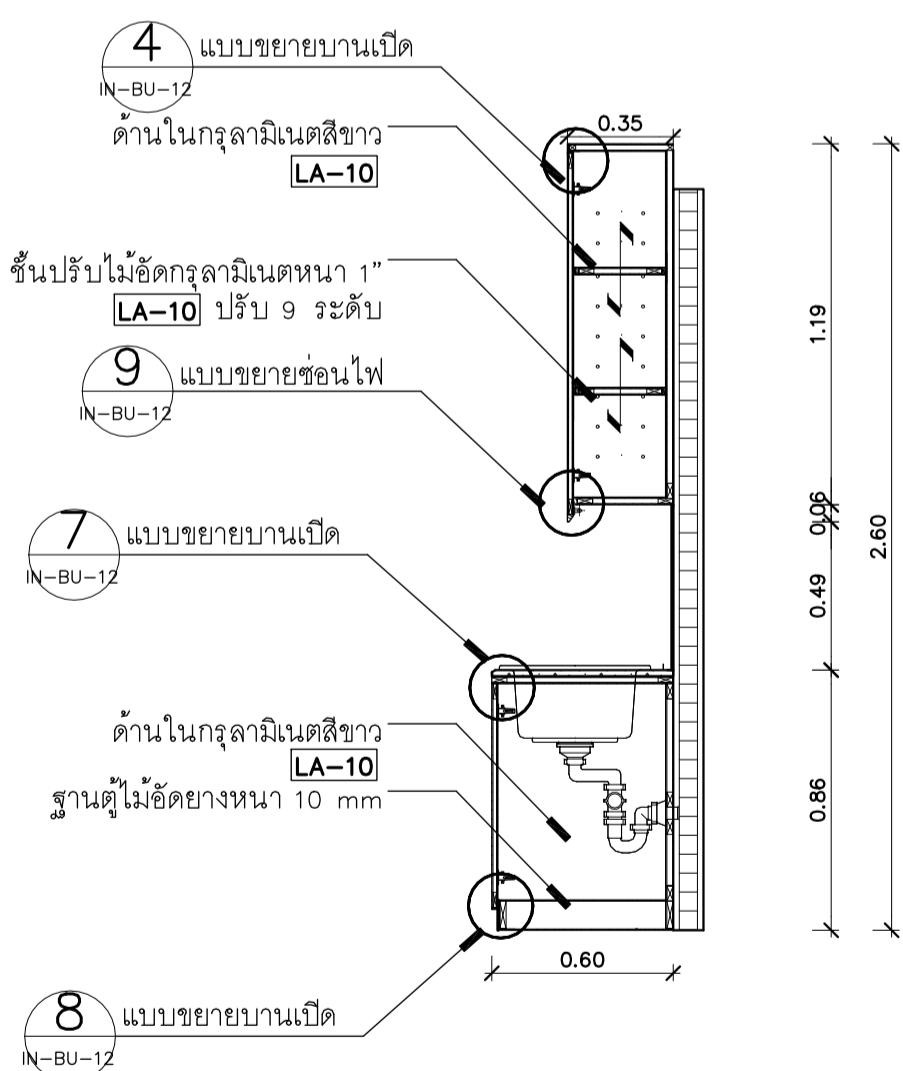 4 แบบขยายบานเปิด
IN-BU-12
0.35
ด้านในกรุลามิเนตสีขาว
LA-10
ชั้นปรับไม้อัดกรุลามิเนตหนา 1"
LA-10 ปรับ 9 ระดับ
1.19
9 แบบขยายซ่อนไฟ
IN-BU-12
0.06
2.60
7 แบบขยายบานเปิด
IN-BU-12
0.49
ด้านในกรุลามิเนตสีขาว
LA-10
ฐานตู้ไม้อัดยางหนา 10 mm
0.86
0.60
8 แบบขยายบานเปิด
IN-BU-12